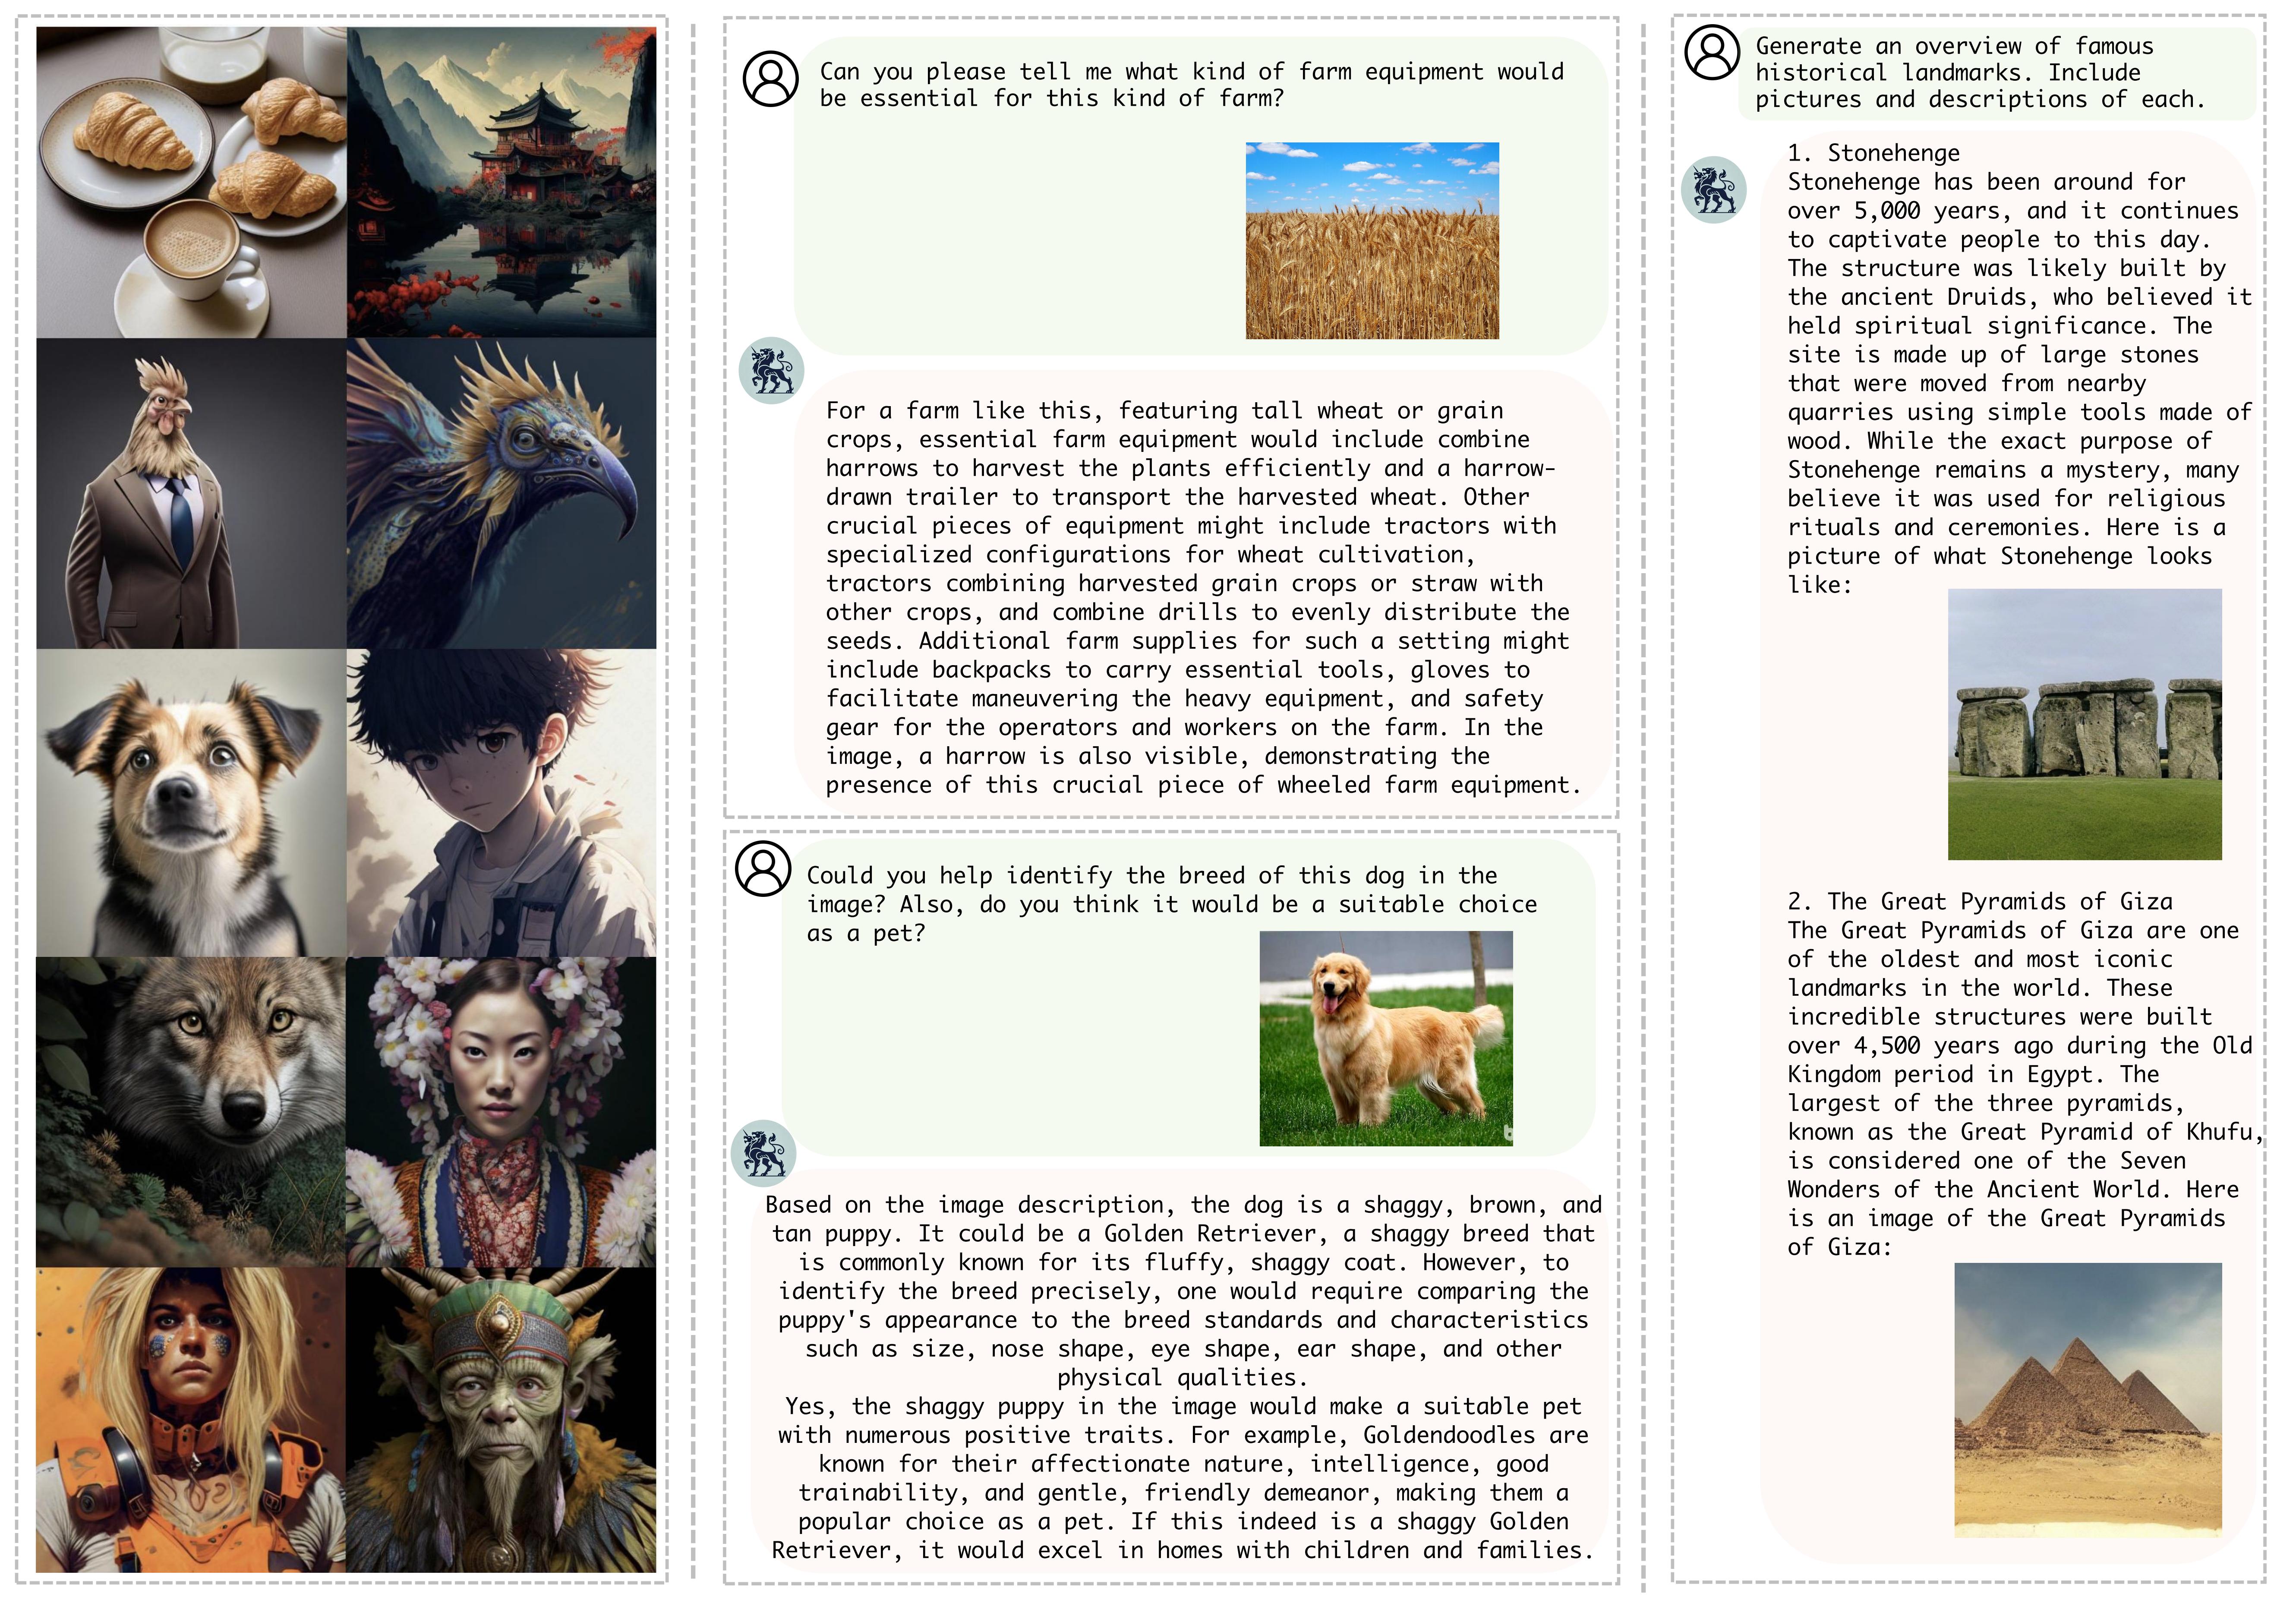 Can you please tell me what kind of farm equipment would
be essential for this kind of farm?
For a farm like this, featuring tall wheat or grain
crops, essential farm equipment would include combine
harrows to harvest the plants efficiently and a harrow-
drawn trailer to transport the harvested wheat. Other
crucial pieces of equipment might include tractors with
specialized configurations for wheat cultivation,
tractors combining harvested grain crops or straw with
other crops, and combine drills to evenly distribute the
seeds. Additional farm supplies for such a setting might
include backpacks to carry essential tools, gloves to
facilitate maneuvering the heavy equipment, and safety
gear for the operators and workers on the farm. In the
image, a harrow is also visible, demonstrating the
presence of this crucial piece of wheeled farm equipment.
Could you help identify the breed of this dog in the
image? Also, do you think it would be a suitable choice
as a pet?
Based on the image description, the dog is a shaggy, brown, and
tan puppy. It could be a Golden Retriever, a shaggy breed that
is commonly known for its fluffy, shaggy coat. However, to
identify the breed precisely, one would require comparing the
puppy's appearance to the breed standards and characteristics
such as size, nose shape, eye shape, ear shape, and other
physical qualities.
Yes, the shaggy puppy in the image would make a suitable pet
with numerous positive traits. For example, Goldendoodles are
known for their affectionate nature, intelligence, good
trainability, and gentle, friendly demeanor, making them a
popular choice as a pet. If this indeed is a shaggy Golden
Retriever, it would excel in homes with children and families.
Generate an overview of famous
historical landmarks. Include
pictures and descriptions of each.
1. Stonehenge
Stonehenge has been around for
over 5,000 years, and it continues
to captivate people to this day.
The structure was likely built by
the ancient Druids, who believed it
held spiritual significance. The
site is made up of large stones
that were moved from nearby
quarries using simple tools made of
wood. While the exact purpose of
Stonehenge remains a mystery, many
believe it was used for religious
rituals and ceremonies. Here is a
picture of what Stonehenge looks
like:
2. The Great Pyramids of Giza
The Great Pyramids of Giza are one
of the oldest and most iconic
landmarks in the world. These
incredible structures were built
over 4,500 years ago during the Old
Kingdom period in Egypt. The
largest of the three pyramids,
known as the Great Pyramid of Khufu,
is considered one of the Seven
Wonders of the Ancient World. Here
is an image of the Great Pyramids
of Giza: